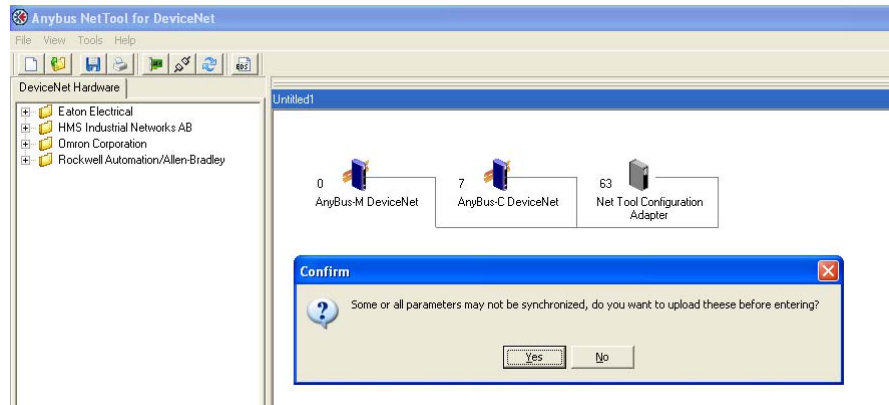 Anybus NetTool for DeviceNet
File View Tools Help
EDS
DeviceNet Hardware
Untitled1
Eaton Electrical
HMS Industrial Networks AB
Omron Corporation
Rockwell Automation/Allen-Bradley
0
AnyBus-M DeviceNet
7
AnyBus-C DeviceNet
63
Net Tool Configuration
Adapter
Confirm
Some or all parameters may not be synchronized, do you want to upload theese before entering?
Yes
No